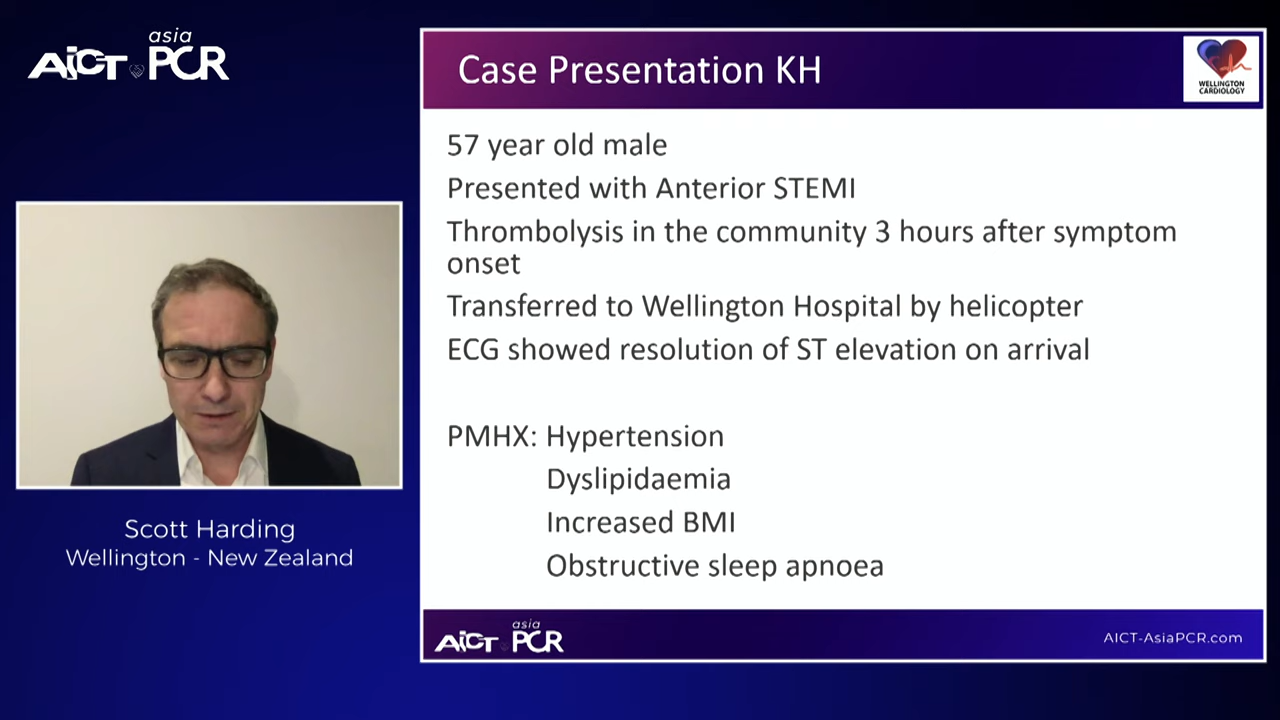 asia
AICT PCR
Case Presentation KH
WELLINGTON
CARDIOLOGY
57 year old male
Presented with Anterior STEMI
Thrombolysis in the community 3 hours after symptom
onset
Transferred to Wellington Hospital by helicopter
ECG showed resolution of ST elevation on arrival
PMHX: Hypertension
Dyslipidaemia
Increased BMI
Obstructive sleep apnoea
Scott Harding
Wellington - New Zealand
asia
AICT PCR
AICT-AsiaPCR.com